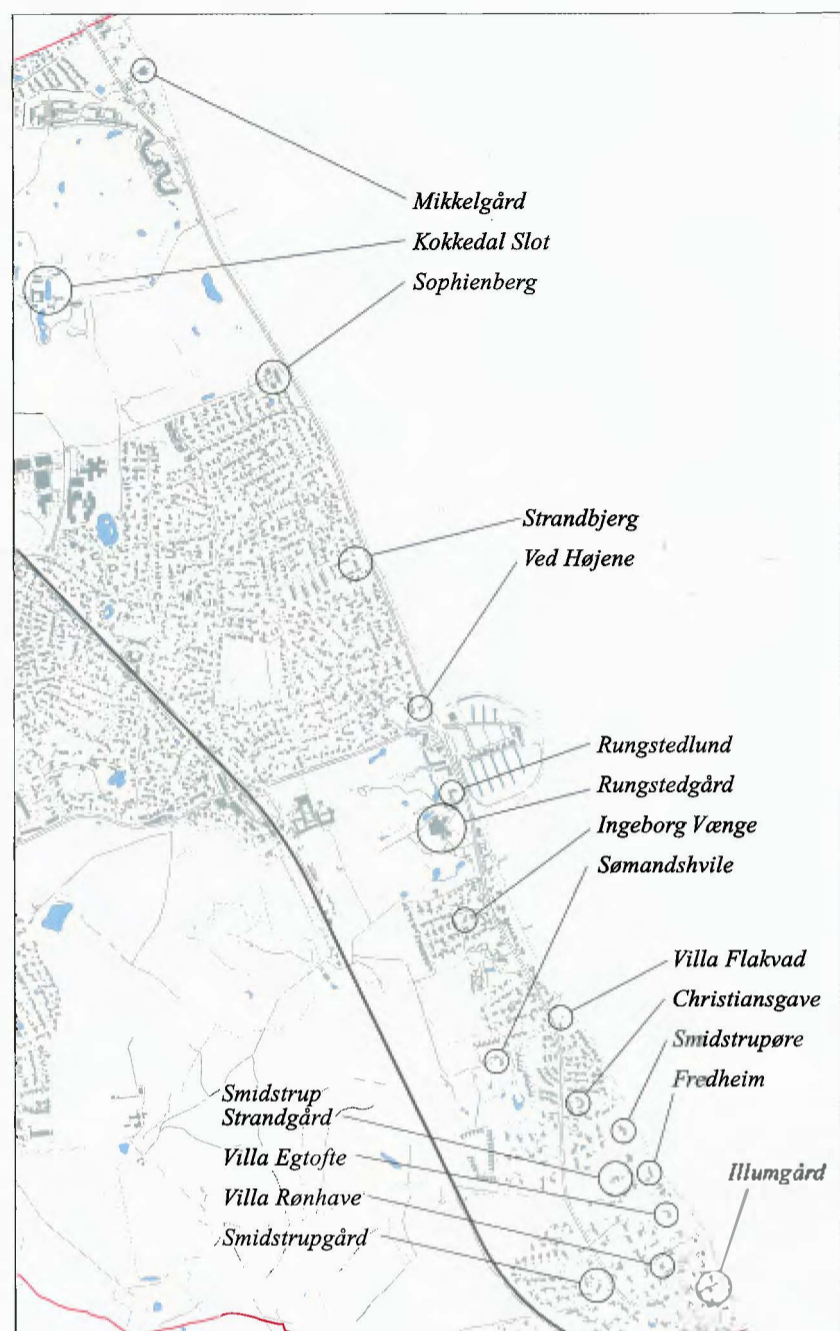 Mikkelgård
Kokkedal Slot
Sophienberg
Strandbjerg
Ved Højene
Rungstedlund
Rungstedgård
Ingeborg Vænge
Sømandshvile
Villa Flakvad
Christiansgave
Smidstrupøre
Fredheim
Smidstrup
Strandgård
Villa Egtofte
Villa Rønhave
Smidstrupgård
Illumgård